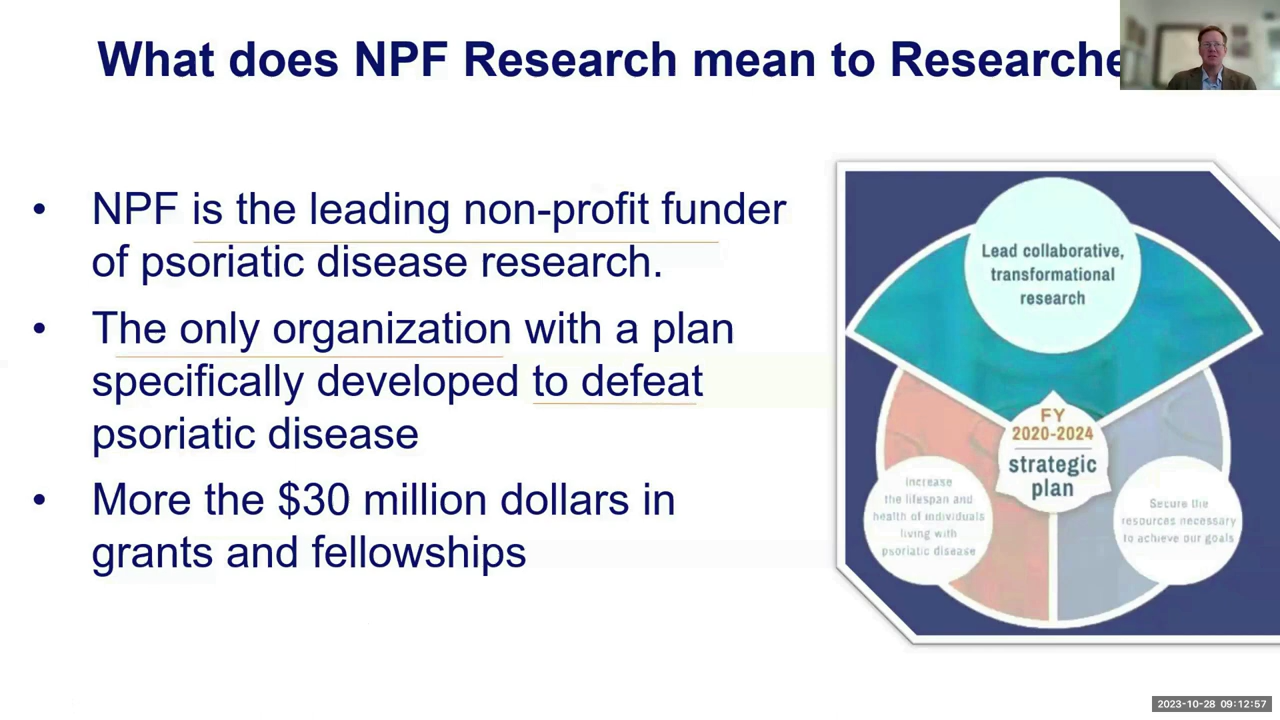 What does NPF Research mean to Researche
• NPF is the leading non-profit funder
of psoriatic disease research.
• The only organization with a plan
specifically developed to defeat
psoriatic disease
• More the $30 million dollars in
grants and fellowships
Lead collaborative,
transformational
research
FY
2020-2024
strategic
plan
Increase
the lifespan and
health of individuals
living with
psoriatic disease
Secure the
resources necessary
to achieve our goals
2023-10-28 09:12:57